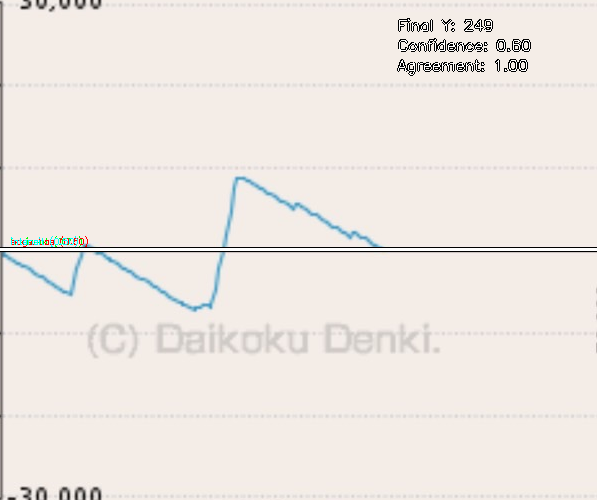 30,000
Final Y: 249
Confidence: 0.60
Agreement: 1.00
(C) Daikoku Denki.
-30,000